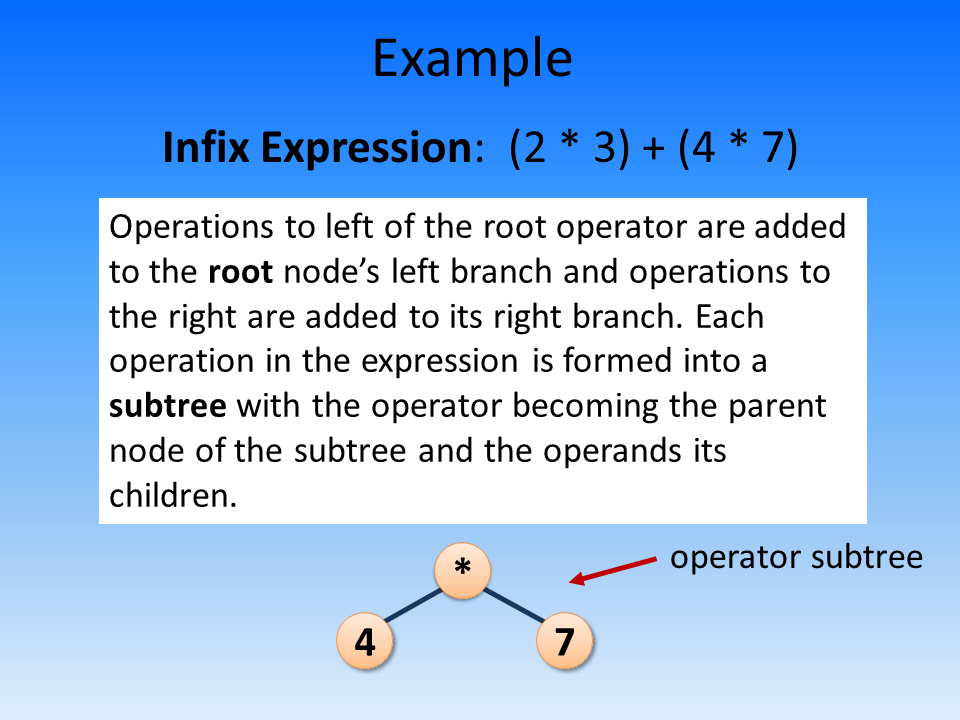 Example
Infix Expression: (2 * 3) + (4 * 7)
Operations to left of the root operator are added
to the root node’s left branch and operations to
the right are added to its right branch. Each
operation in the expression is formed into a
subtree with the operator becoming the parent
node of the subtree and the operands its
children.
operator subtree
*
4 7